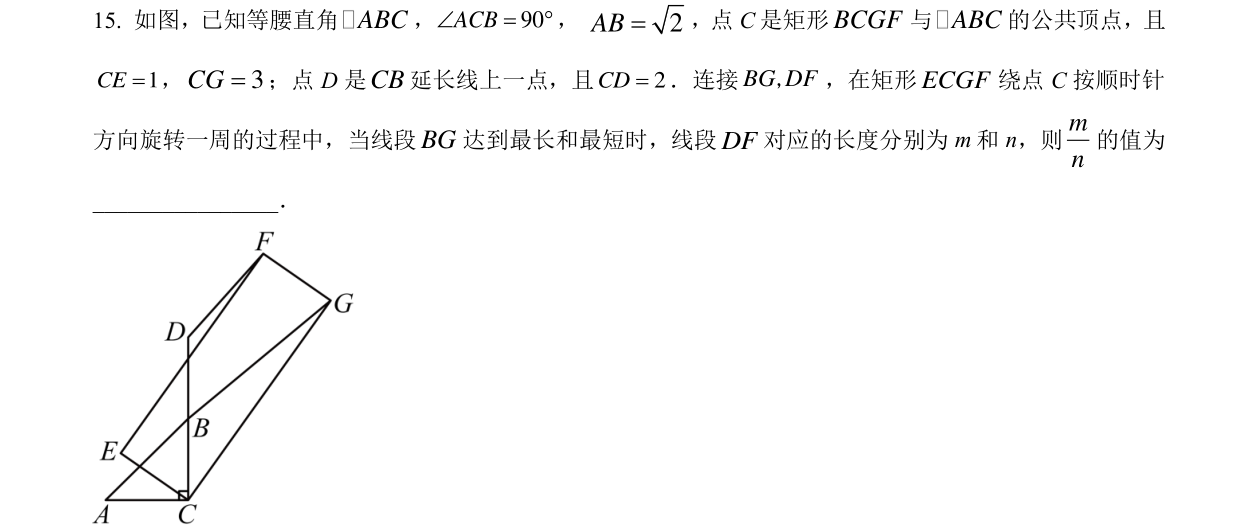 15. 如图，已知等腰直角□ABC，∠ACB=90°， AB=√2，点 C 是矩形 BCGF 与□ABC 的公共顶点，且
CE=1，CG=3；点 D 是 CB 延长线上一点，且 CD=2．连接 BG,DF，在矩形 ECGF 绕点 C 按顺时针
方向旋转一周的过程中，当线段 BG 达到最长和最短时，线段 DF 对应的长度分别为 m 和 n，则 m/n 的值为
_______________．
F
G
D
B
E
A
C